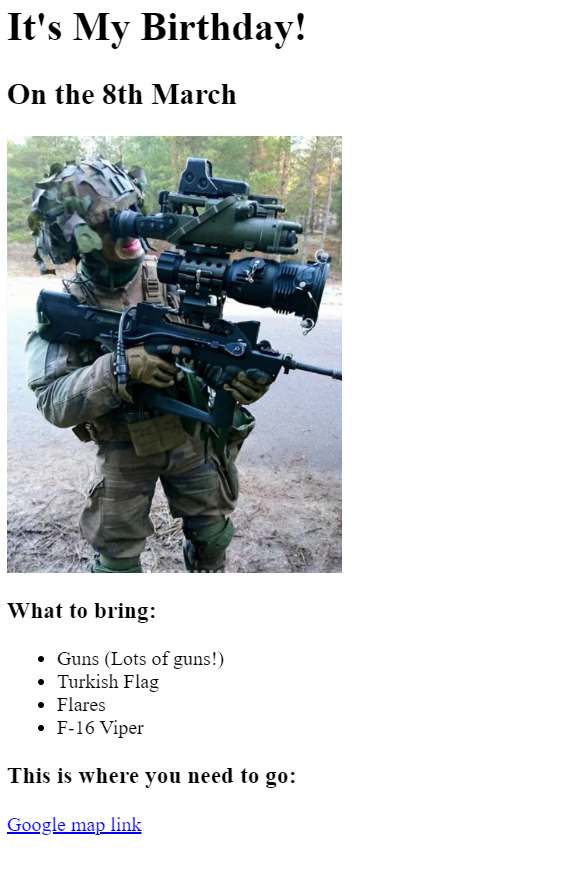 It's My Birthday!
On the 8th March
What to bring:
Guns (Lots of guns!)
Turkish Flag
Flares
F-16 Viper
This is where you need to go:
Google map link